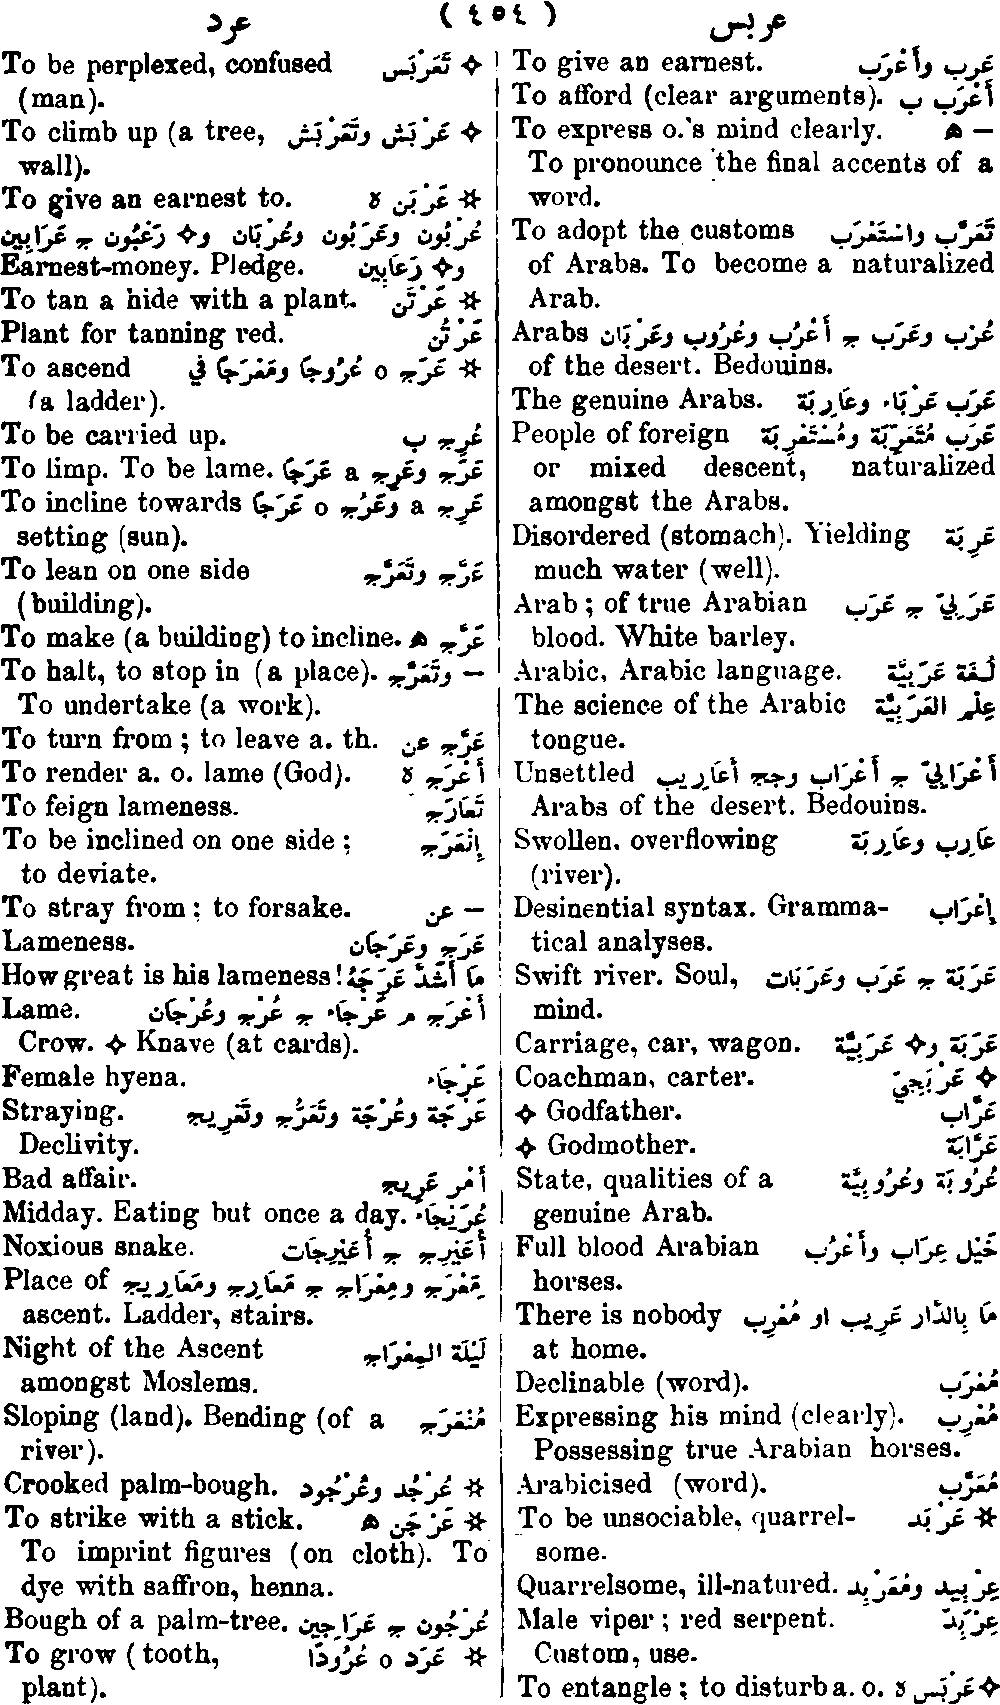 عرد ( ٤٥٤ ) عربس
To give an earnest. عَرَب وأَعْرَب
To afford (clear arguments). أَعْرَب ب
To express o.'s mind clearly. — ه
To pronounce the final accents of a
word.
To adopt the customs تَعَرَّب واسْتَعْرَب
of Arabs. To become a naturalized
Arab.
Arabs عُرْب وعَرَب ج أَعْرُب وعُرُوب وعَرْبَان
of the desert. Bedouins.
The genuine Arabs. عَرَب عَرْبَاء وعَارِبَة
People of foreign عَرَب مُتَعَرِّبَة ومُسْتَعْرِبَة
or mixed descent, naturalized
amongst the Arabs.
Disordered (stomach). Yielding عَرِبَة
much water (well).
Arab ; of true Arabian عَرَبِيّ ج عَرَب
blood. White barley.
Arabic, Arabic language. لُغَة عَرَبِيَّة
The science of the Arabic عِلْم العَرَبِيَّة
tongue.
Unsettled أَعْرَابِيّ ج أَعْرَاب وجج أَعَارِيب
Arabs of the desert. Bedouins.
Swollen, overflowing عَارِب وعَارِبَة
(river).
Desinential syntax. Gramma- إِعْرَاب
tical analyses.
Swift river. Soul, عَرَبَة ج عَرَب وعَرَبَات
mind.
Carriage, car, wagon. عَرَبَة و✧ عَرَبِيَّة
Coachman, carter. ✧ عَرْبَجِيّ
✧ Godfather. عَرَّاب
✧ Godmother. عَرَّابَة
State, qualities of a عُرُوبَة وعُرُوبِيَّة
genuine Arab.
Full blood Arabian خَيْل عِرَاب وأَعْرُب
horses.
There is nobody مَا بِالدَّار عَرِيب او مُعْرِب
at home.
Declinable (word). مُعْرَب
Expressing his mind (clearly). مُعْرِب
Possessing true Arabian horses.
Arabicised (word). مُعَرَّب
To be unsociable, quarrel- ✲ عَرْبَد
some.
Quarrelsome, ill-natured. عِرْبِيد ومُعَرْبِد
Male viper ; red serpent. عِرْبَدّ
Custom, use.
To entangle ; to disturb a. o. ✧ عَرْبَس ه
To be perplexed, confused ✧ تَعَرْبَس
(man).
To climb up (a tree, ✧ عَرْبَش وتَعَرْبَش
wall).
To give an earnest to. ✲ عَرْبَن ه
عُرْبُون وعَرَبُون وعُرْبَان و✧ رَعْبُون ج عَرَابِين
Earnest-money. Pledge. و✧ رَعَابِين
To tan a hide with a plant. ✲ عَرْتَن
Plant for tanning red. عَرْتُن
To ascend ✲ عَرَج o عُرُوجًا ومَعْرَجًا في
(a ladder).
To be carried up. عُرِج ب
To limp. To be lame. عَرَج وعَرِج a عَرَجًا
To incline towards عَرِج a وعَرُج o عَرَجًا
setting (sun).
To lean on one side عَرَّج وتَعَرَّج
(building).
To make (a building) to incline. عَرَّج ه
To halt, to stop in (a place). — وتَعَرَّج
To undertake (a work).
To turn from ; to leave a. th. عَرَّج عن
To render a. o. lame (God). أَعْرَج ه
To feign lameness. تَعَارَج
To be inclined on one side ; إِنْعَرَج
to deviate.
To stray from ; to forsake. — عن
Lameness. عَرَج وعَرَجَان
How great is his lameness! مَا أَشَدَّ عَرَجَهُ
Lame. أَعْرَج م عَرْجَاء ج عُرْج وعُرْجَان
Crow. ✧ Knave (at cards).
Female hyena. عَرْجَاء
Straying. عَرْجَة وعُرْجَة وتَعَرُّج وتَعْرِيج
Declivity.
Bad affair. أَمْر عَرِيج
Midday. Eating but once a day. عُرَيْجَاء
Noxious snake. أُعَيْرِج ج أُعَيْرِجَات
Place of مَِعْرَج ومِعْرَاج ج مَعَارِج ومَعَارِيج
ascent. Ladder, stairs.
Night of the Ascent لَيْلَة المِعْرَاج
amongst Moslems.
Sloping (land). Bending (of a مُنْعَرَج
river).
Crooked palm-bough. ✲ عُرْجُد وعُرْجُود
To strike with a stick. ✲ عَرْجَن ه
To imprint figures (on cloth). To
dye with saffron, henna.
Bough of a palm-tree. عُرْجُون ج عَرَاجِين
To grow (tooth, ✲ عَرَد o عُرُودًا
plant).